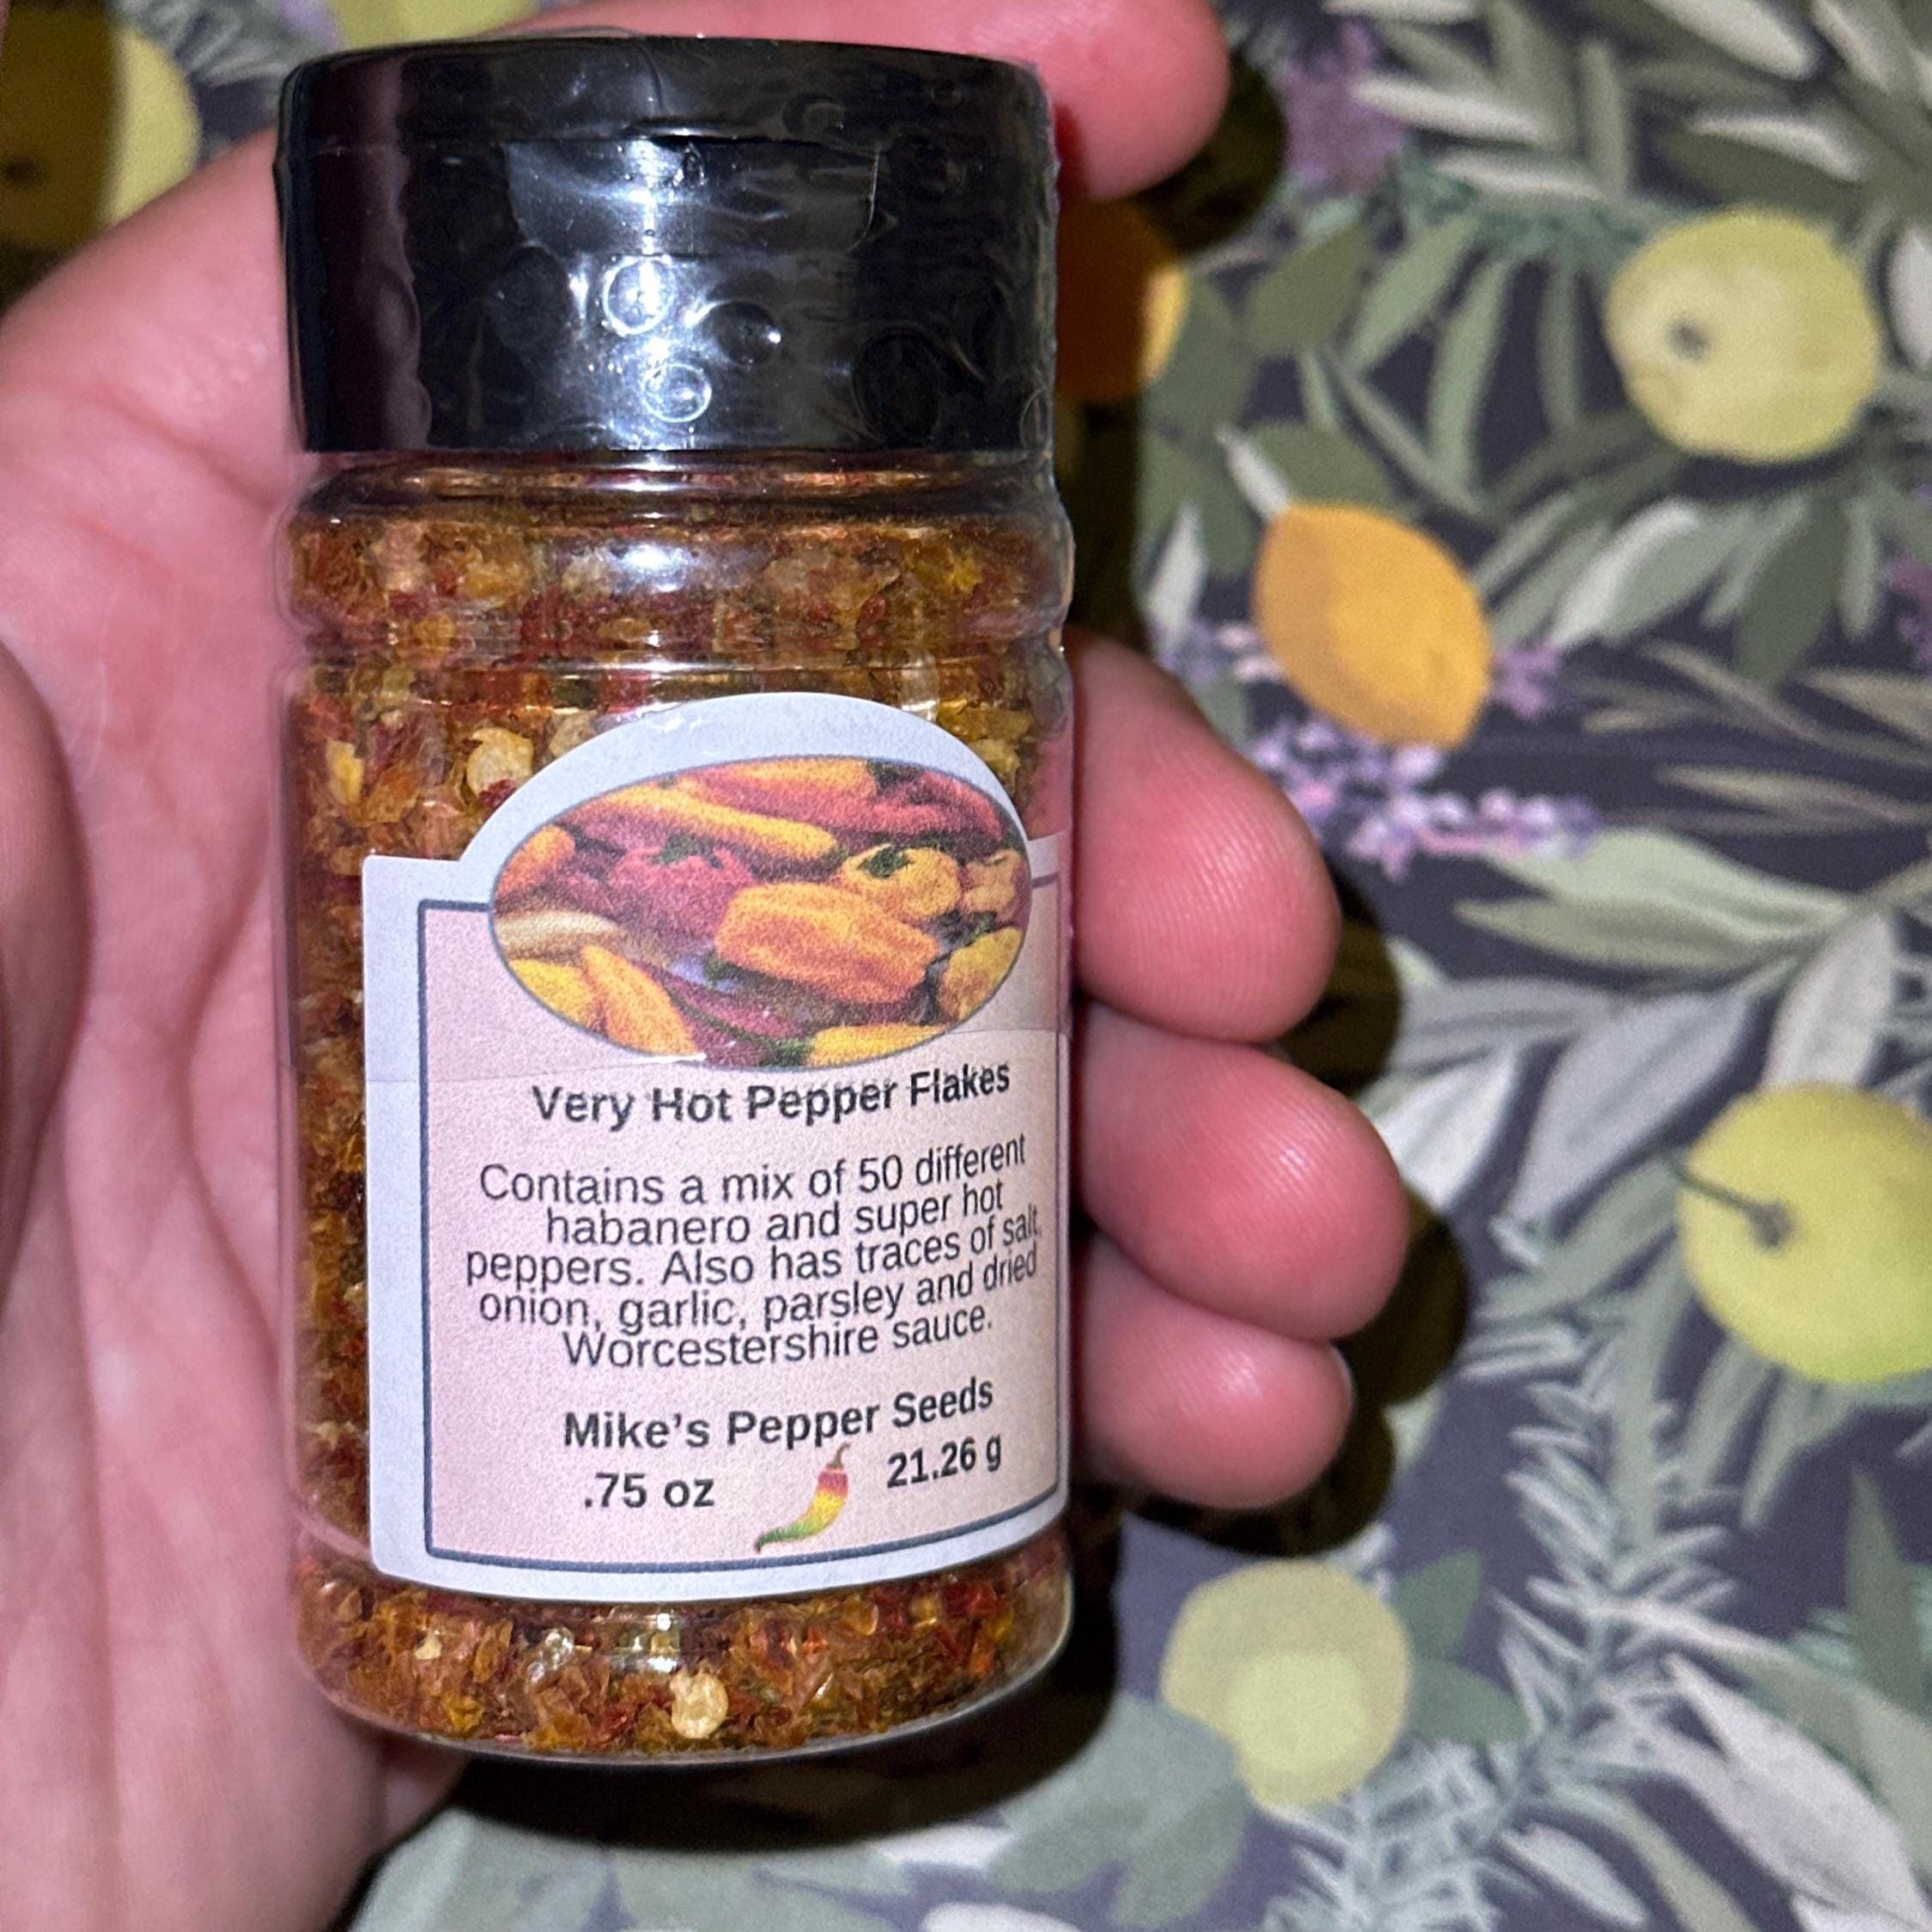 Very Hot Pepper Flakes
Contains a mix of 50 different
habanero and super hot
peppers. Also has traces of salt,
onion, garlic, parsley and dried
Worcestershire sauce.
Mike's Pepper Seeds
.75 oz 21.26 g